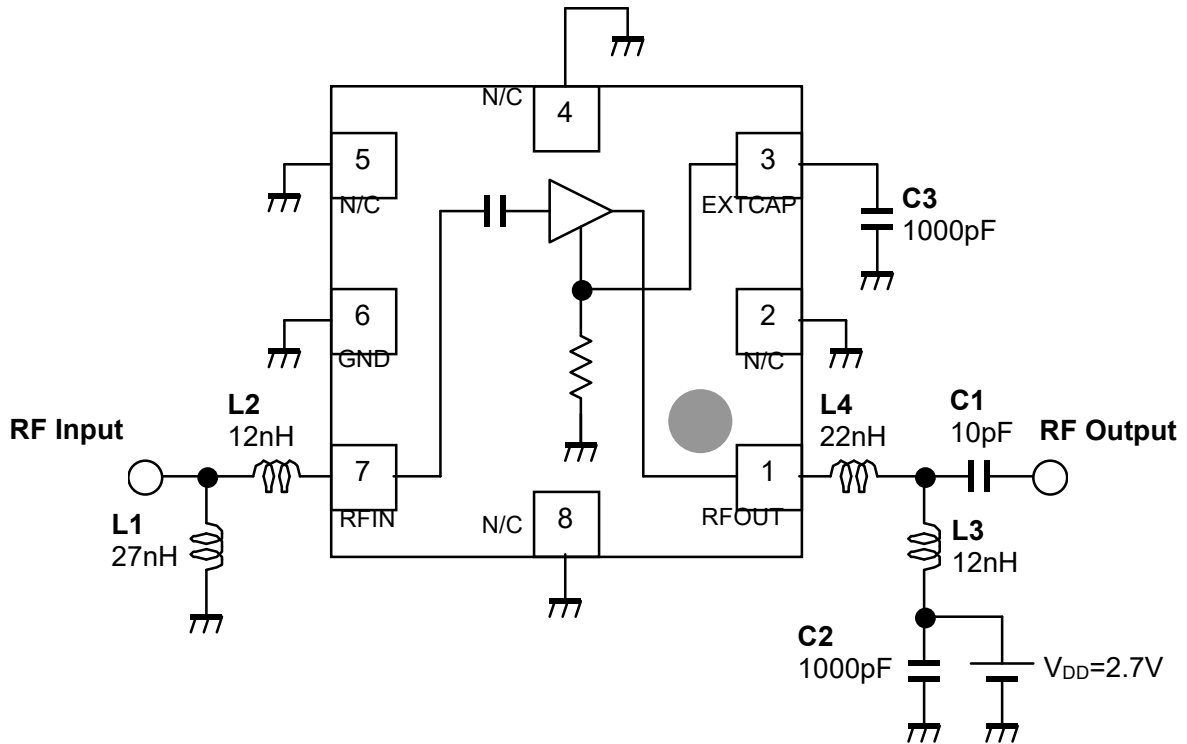 N/C
4
5
N/C
3
EXTCAP
C3
1000pF
6
GND
2
N/C
RF Input
L2
12nH
L4
22nH
C1
10pF
RF Output
7
RFIN
L1
27nH
N/C
8
1
RFOUT
L3
12nH
C2
1000pF
VDD=2.7V